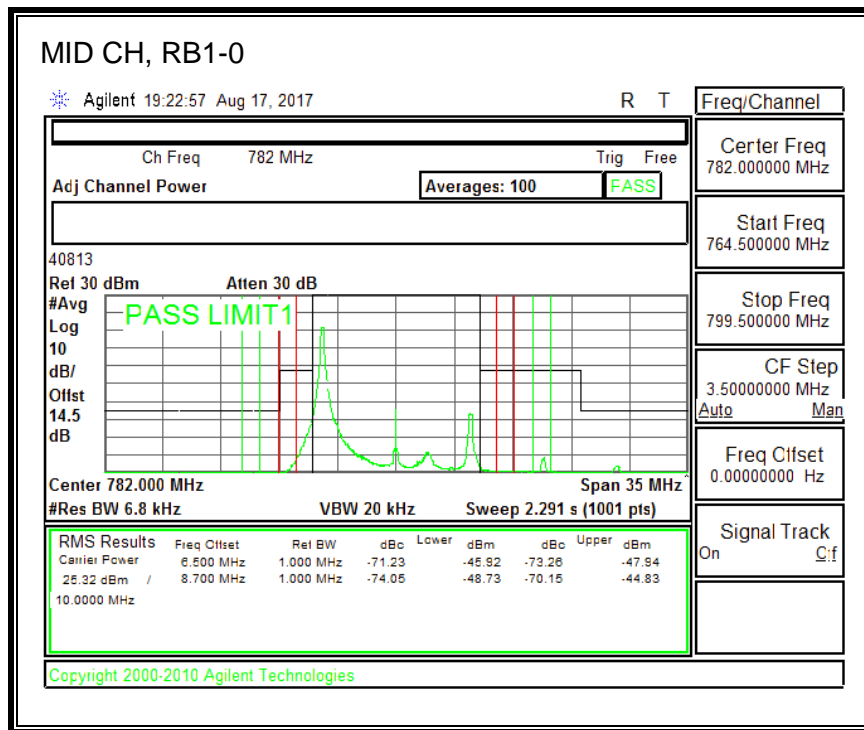 MID CH, RB1-0
Agilent 19:22:57 Aug 17, 2017 R T
Freq/Channel
Ch Freq 782 MHz Trig Free
Adj Channel Power Averages: 100 PASS
Center Freq
782.000000 MHz
Start Freq
764.500000 MHz
40813
Ref 30 dBm Atten 30 dB
#Avg
Log
10
dB/
Offst
14.5
dB
PASS LIMIT1
Stop Freq
799.500000 MHz
CF Step
3.50000000 MHz
Auto Man
Center 782.000 MHz Span 35 MHz
#Res BW 6.8 kHz VBW 20 kHz Sweep 2.291 s (1001 pts)
Freq Offset
0.00000000 Hz
Signal Track
On Off
RMS Results Freq Offset Ref BW dBc Lower dBm dBc Upper dBm
Carrier Power 6.500 MHz 1.000 MHz -71.23 -45.92 -73.26 -47.94
25.32 dBm / 8.700 MHz 1.000 MHz -74.05 -48.73 -70.15 -44.83
10.0000 MHz
Copyright 2000-2010 Agilent Technologies